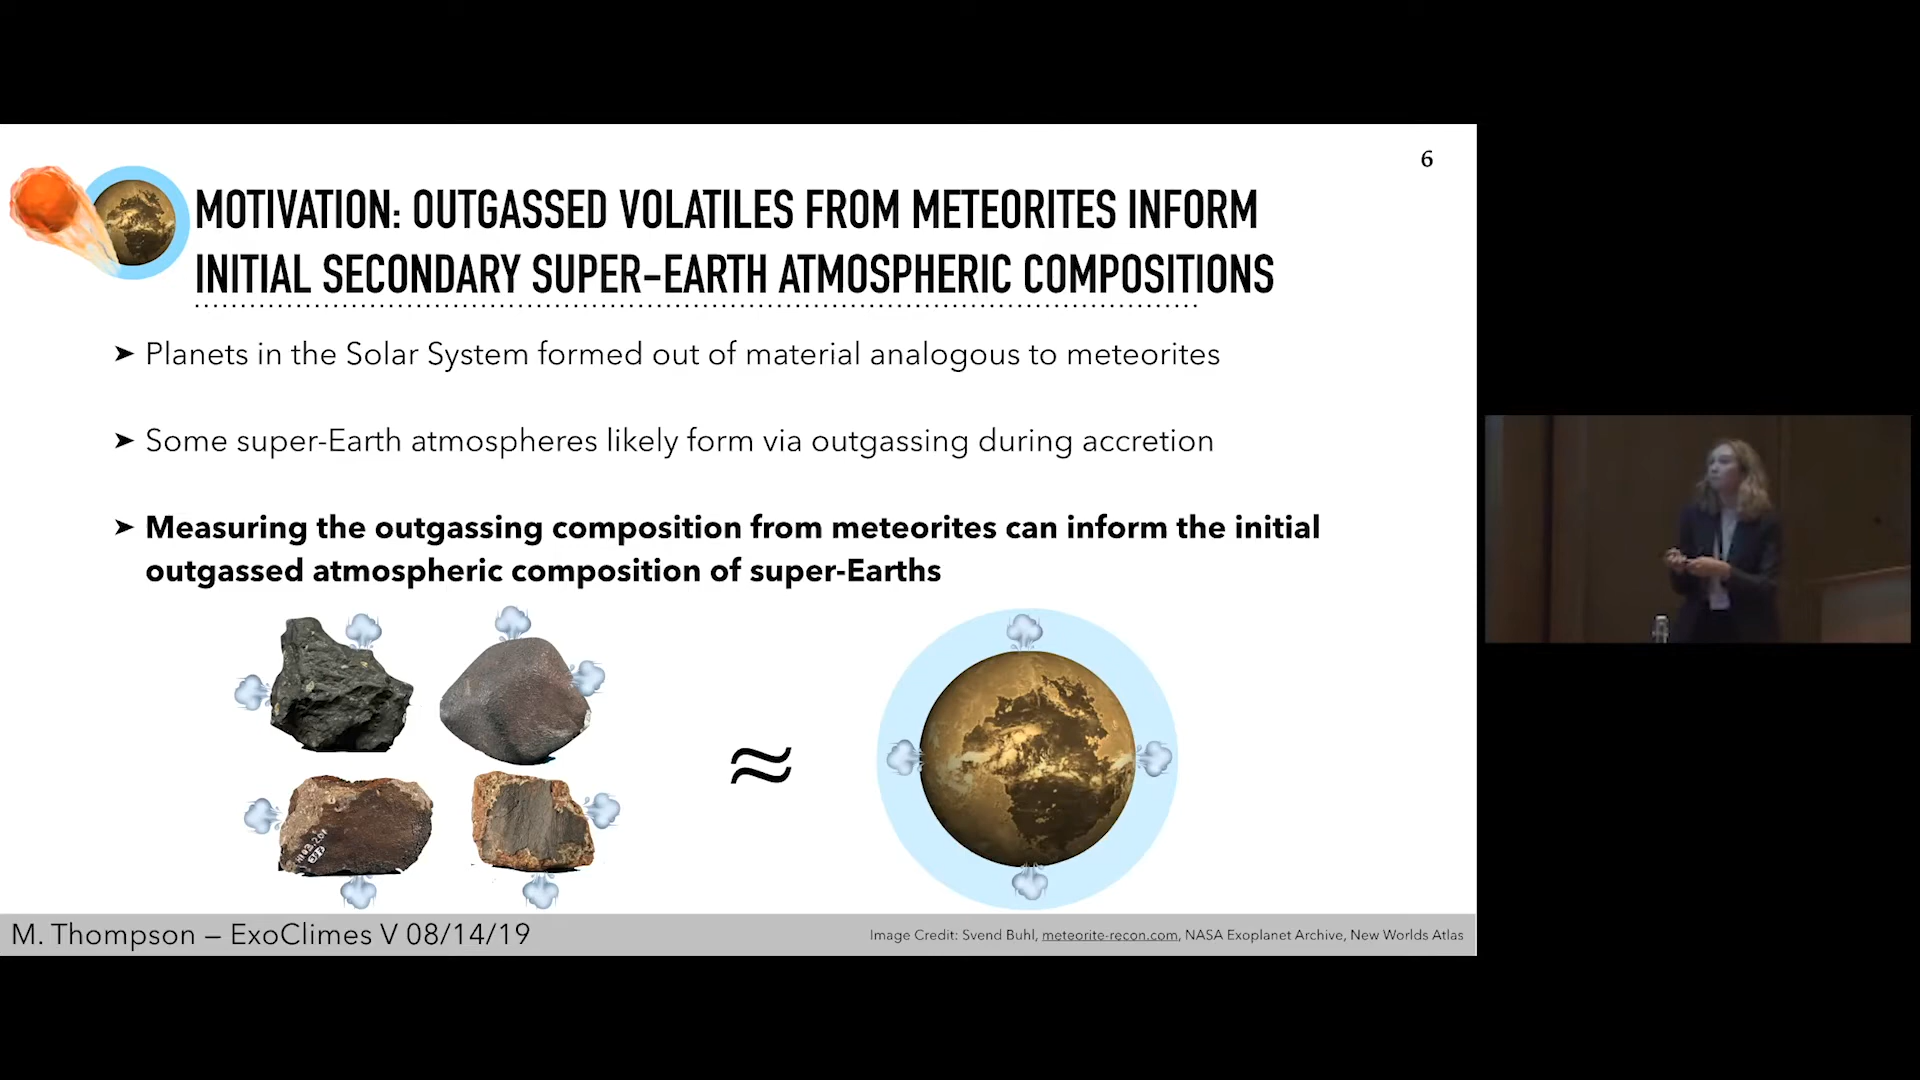 6
MOTIVATION: OUTGASSED VOLATILES FROM METEORITES INFORM
INITIAL SECONDARY SUPER-EARTH ATMOSPHERIC COMPOSITIONS
➤ Planets in the Solar System formed out of material analogous to meteorites
➤ Some super-Earth atmospheres likely form via outgassing during accretion
➤ Measuring the outgassing composition from meteorites can inform the initial
outgassed atmospheric composition of super-Earths
≈
M. Thompson – ExoClimes V 08/14/19
Image Credit: Svend Buhl, meteorite-recon.com, NASA Exoplanet Archive, New Worlds Atlas